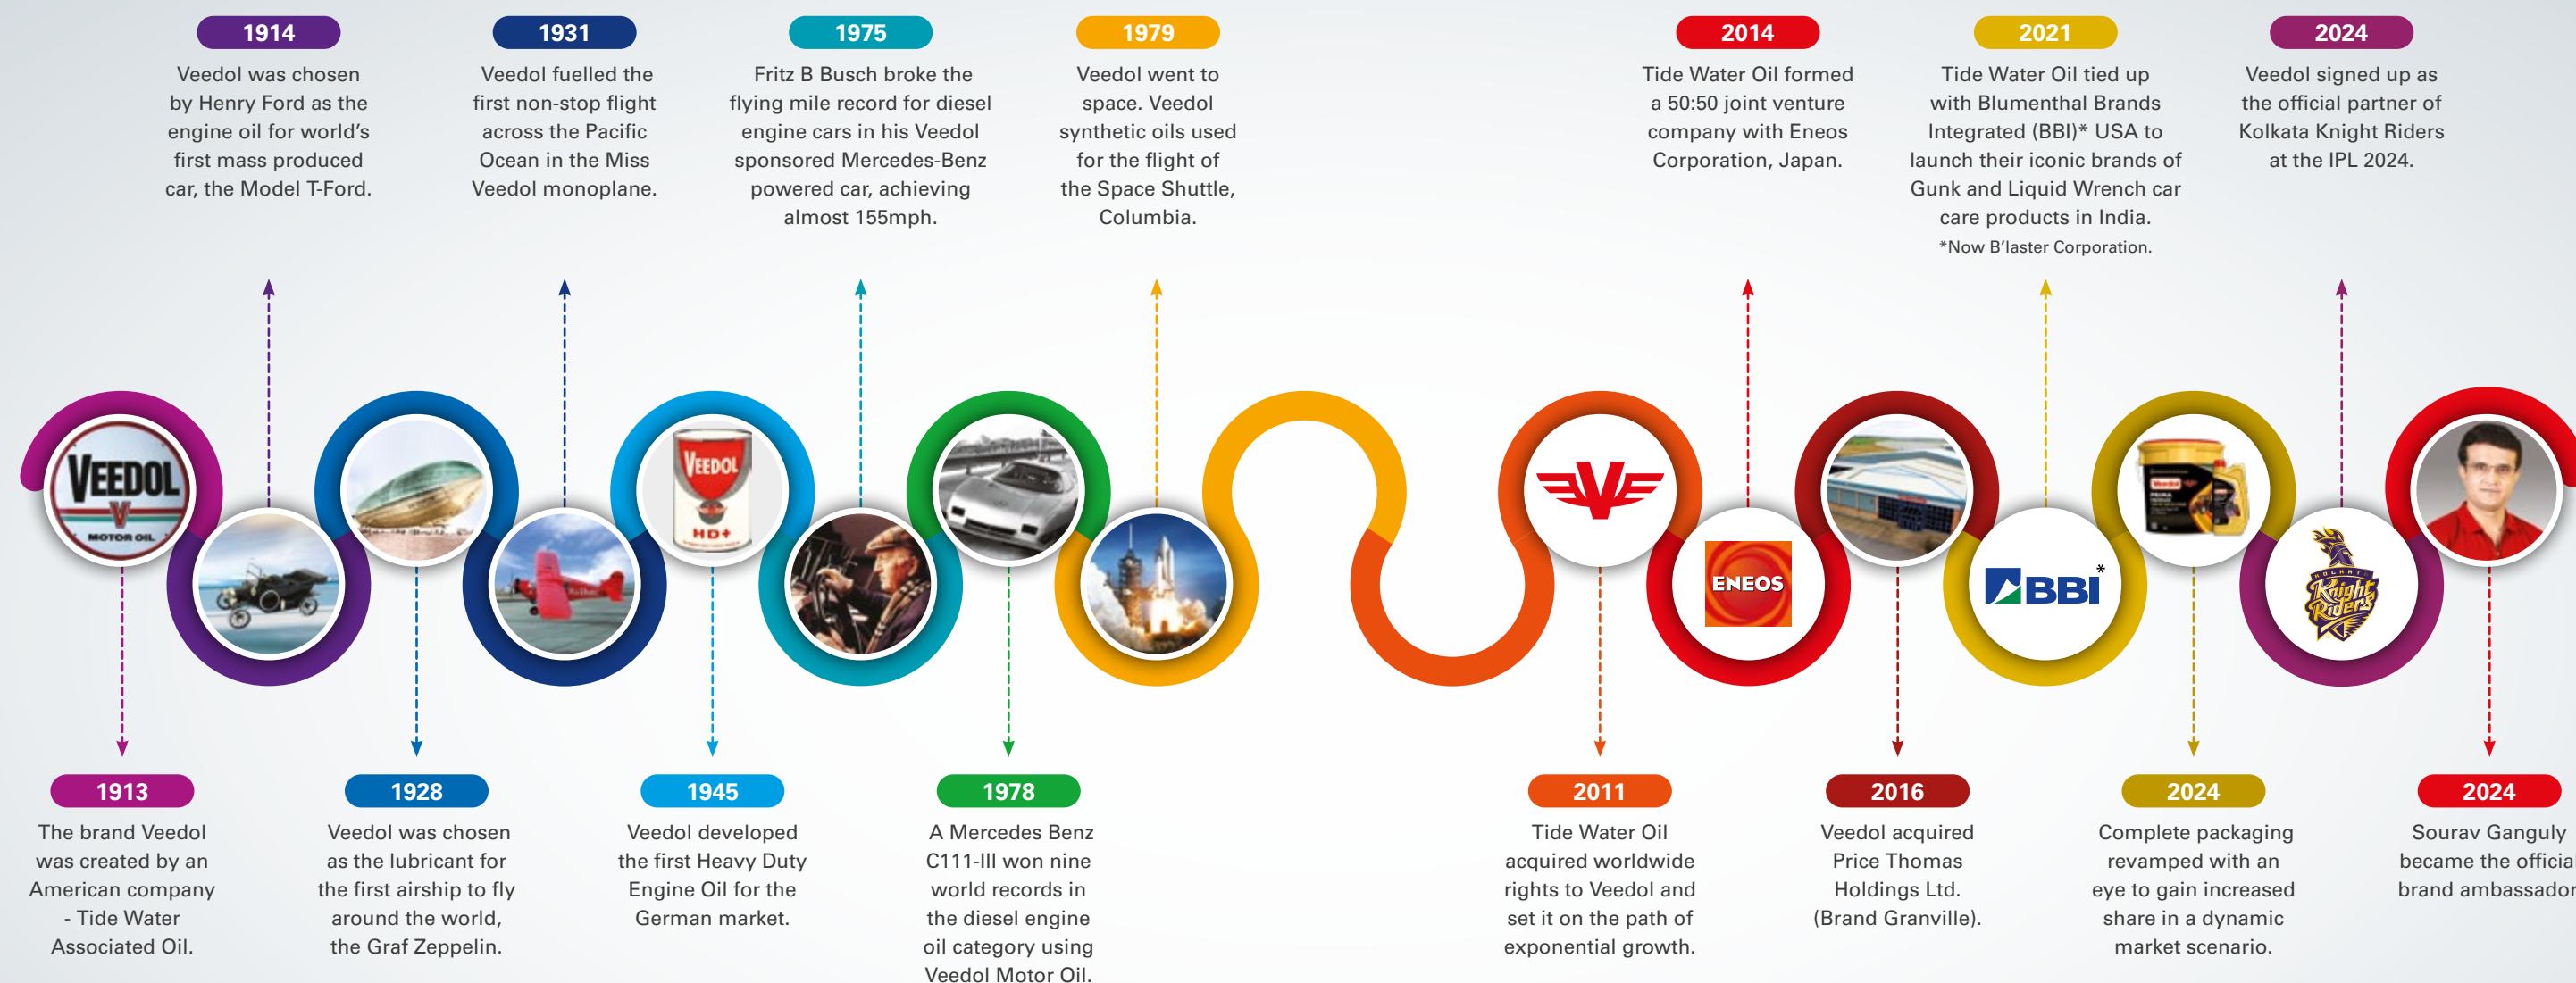 1914
Veedol was chosen
by Henry Ford as the
engine oil for world's
first mass produced
car, the Model T-Ford.
1931
Veedol fuelled the
first non-stop flight
across the Pacific
Ocean in the Miss
Veedol monoplane.
1975
Fritz B Busch broke the
flying mile record for diesel
engine cars in his Veedol
sponsored Mercedes-Benz
powered car, achieving
almost 155mph.
1979
Veedol went to
space. Veedol
synthetic oils used
for the flight of
the Space Shuttle,
Columbia.
2014
Tide Water Oil formed
a 50:50 joint venture
company with Eneos
Corporation, Japan.
2021
Tide Water Oil tied up
with Blumenthal Brands
Integrated (BBI)* USA to
launch their iconic brands of
Gunk and Liquid Wrench car
care products in India.
*Now B'laster Corporation.
2024
Veedol signed up as
the official partner of
Kolkata Knight Riders
at the IPL 2024.
VEEDOL
V
MOTOR OIL
VEEDOL
HD+
V
ENEOS
BBI*
Veedol
PRIMA
KOLKATA
Knight
Riders
1913
The brand Veedol
was created by an
American company
- Tide Water
Associated Oil.
1928
Veedol was chosen
as the lubricant for
the first airship to fly
around the world,
the Graf Zeppelin.
1945
Veedol developed
the first Heavy Duty
Engine Oil for the
German market.
1978
A Mercedes Benz
C111-III won nine
world records in
the diesel engine
oil category using
Veedol Motor Oil.
2011
Tide Water Oil
acquired worldwide
rights to Veedol and
set it on the path of
exponential growth.
2016
Veedol acquired
Price Thomas
Holdings Ltd.
(Brand Granville).
2024
Complete packaging
revamped with an
eye to gain increased
share in a dynamic
market scenario.
2024
Sourav Ganguly
became the official
brand ambassador